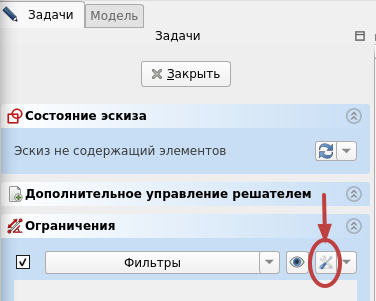 Задачи
Модель
Задачи
Закрыть
Состояние эскиза
Эскиз не содержащий элементов
Дополнительное управление решателем
Ограничения
Фильтры